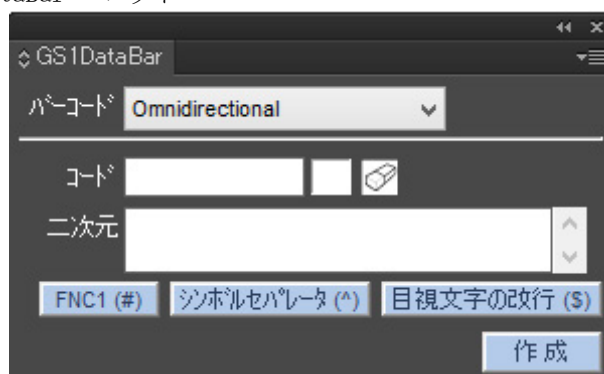 GS1DataBar
ﾊﾞｰｺｰﾄﾞ Omnidirectional
ｺｰﾄﾞ
二次元
FNC1 (#) ｼﾝﾎﾞﾙｾﾊﾟﾚｰﾀ (^) 目視文字の改行 ($)
作成